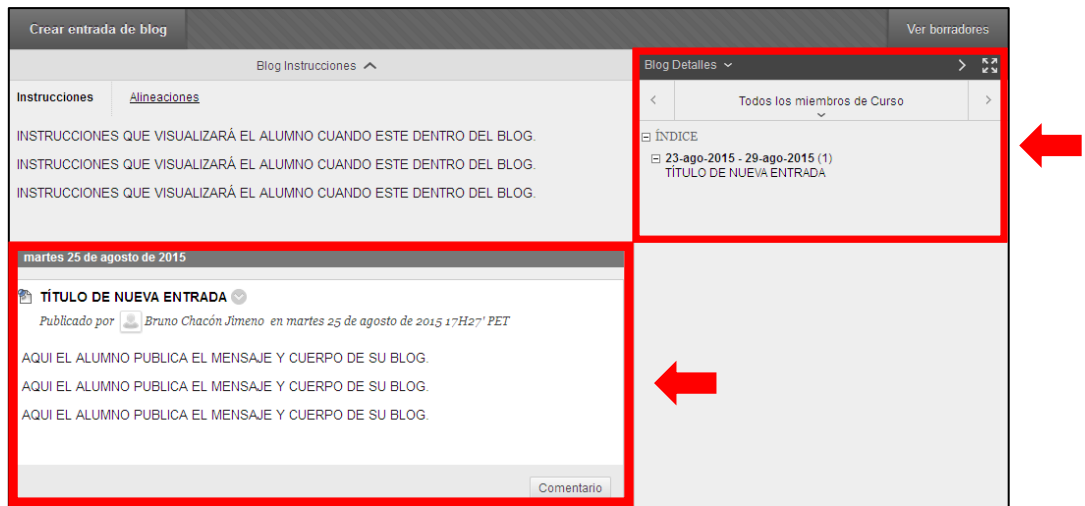 Crear entrada de blog
Ver borradores
Blog Instrucciones
Instrucciones Alineaciones
INSTRUCCIONES QUE VISUALIZARÁ EL ALUMNO CUANDO ESTE DENTRO DEL BLOG.
INSTRUCCIONES QUE VISUALIZARÁ EL ALUMNO CUANDO ESTE DENTRO DEL BLOG.
INSTRUCCIONES QUE VISUALIZARÁ EL ALUMNO CUANDO ESTE DENTRO DEL BLOG.
Blog Detalles
Todos los miembros de Curso
ÍNDICE
23-ago-2015 - 29-ago-2015 (1)
TÍTULO DE NUEVA ENTRADA
martes 25 de agosto de 2015
TÍTULO DE NUEVA ENTRADA
Publicado por Bruno Chacón Jimeno en martes 25 de agosto de 2015 17H27' PET
AQUI EL ALUMNO PUBLICA EL MENSAJE Y CUERPO DE SU BLOG.
AQUI EL ALUMNO PUBLICA EL MENSAJE Y CUERPO DE SU BLOG.
AQUI EL ALUMNO PUBLICA EL MENSAJE Y CUERPO DE SU BLOG.
Comentario